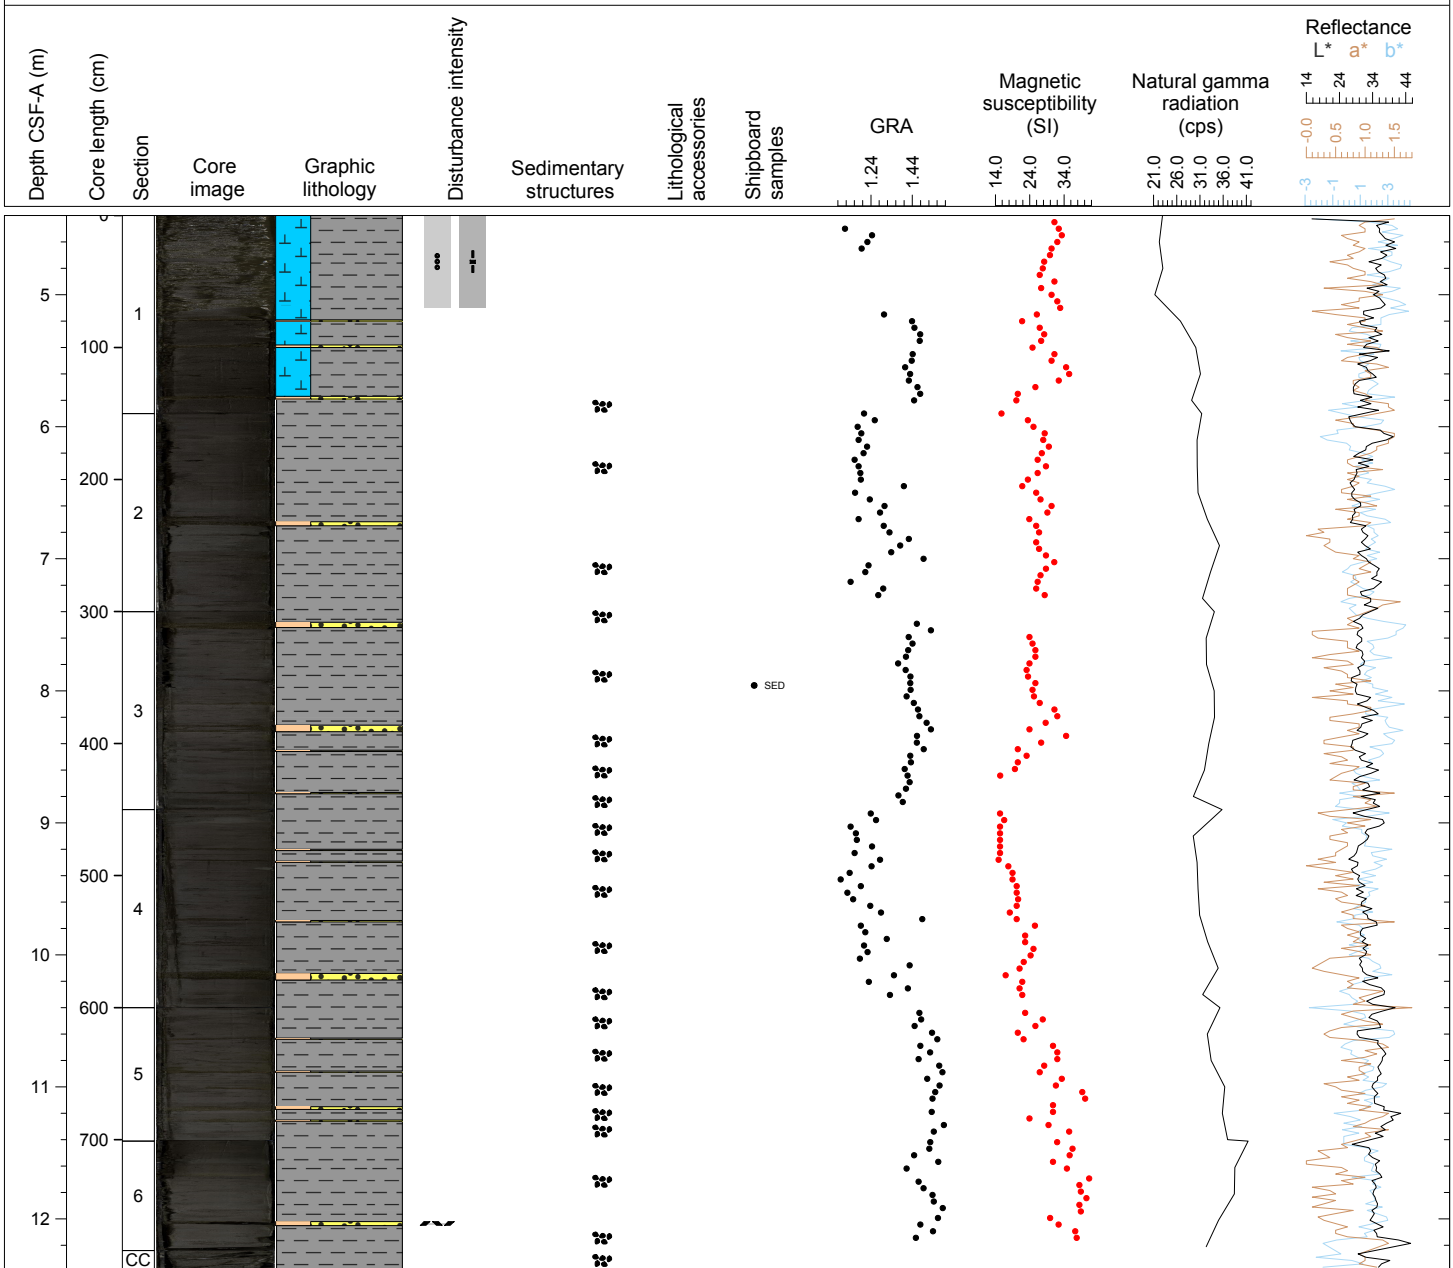 Depth CSF-A (m)
Core length (cm)
Section
Core
image
Graphic
lithology
Disturbance intensity
Sedimentary
structures
Lithological
accessories
Shipboard
samples
GRA
1.24 1.44
Magnetic
susceptibility
(SI)
14.0 24.0 34.0
Natural gamma
radiation
(cps)
21.0 26.0 31.0 36.0 41.0
Reflectance
L* a* b*
14 24 34 44
-0.0 0.5 1.0 1.5
-3 -1 1 3
0
5
1
100
6
200
2
7
300
8
SED
3
400
9
500
4
10
600
5
11
700
6
12
CC